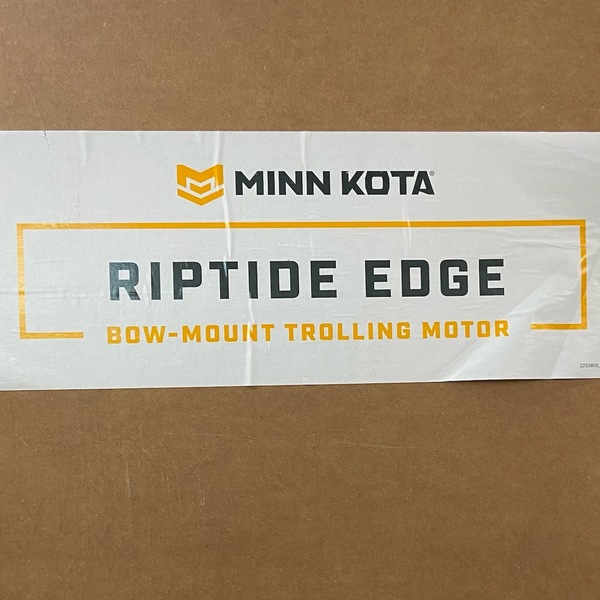 MINN KOTA®
RIPTIDE EDGE
BOW-MOUNT TROLLING MOTOR